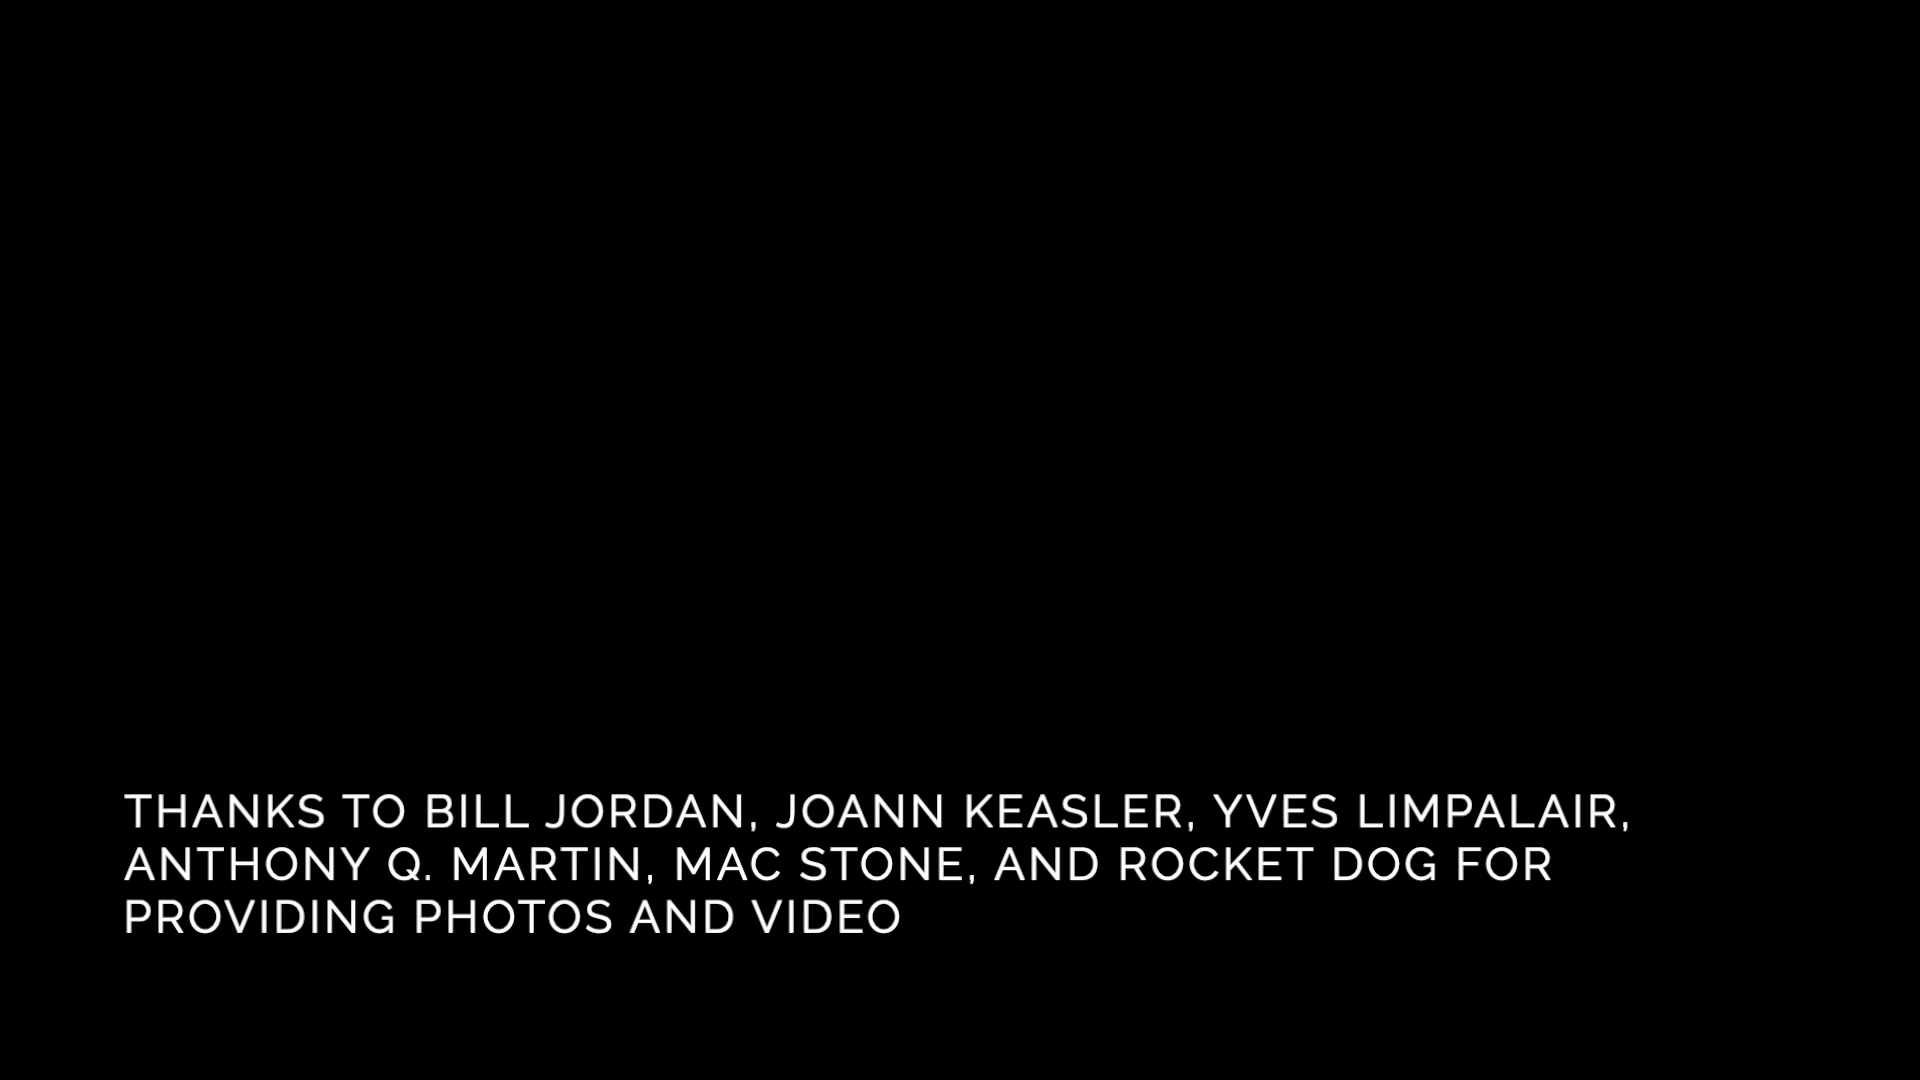 THANKS TO BILL JORDAN, JOANN KEASLER, YVES LIMPALAIR,
ANTHONY Q. MARTIN, MAC STONE, AND ROCKET DOG FOR
PROVIDING PHOTOS AND VIDEO